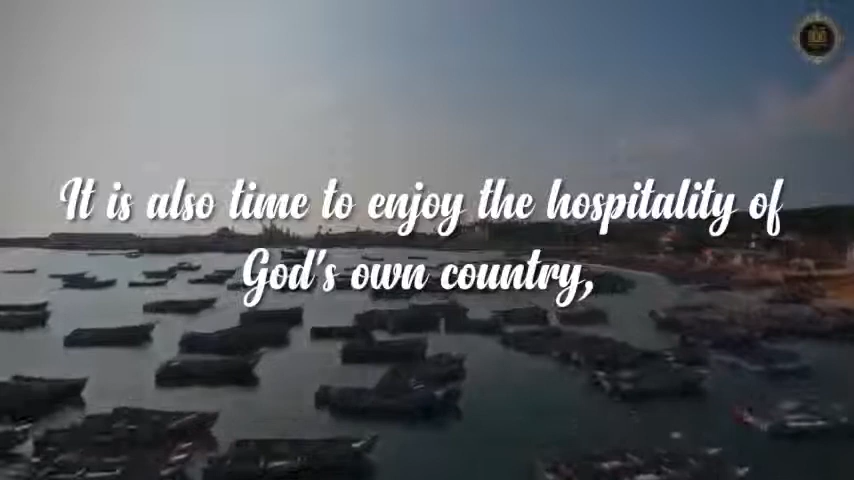 It is also time to enjoy the hospitality of
God's own country,